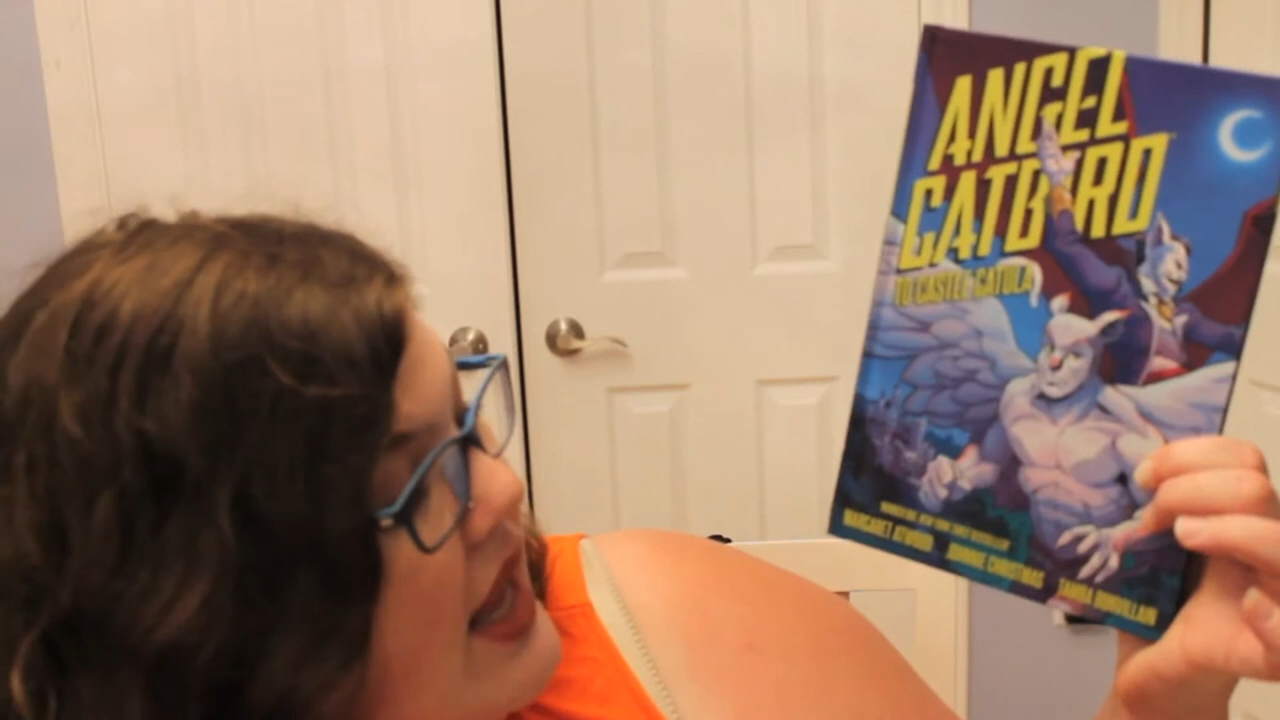 ANGEL
CATBIRD
TO CASTLE CATULA
MARGARET ATWOOD JOHNNIE CHRISTMAS TAMRA BONVILLAIN